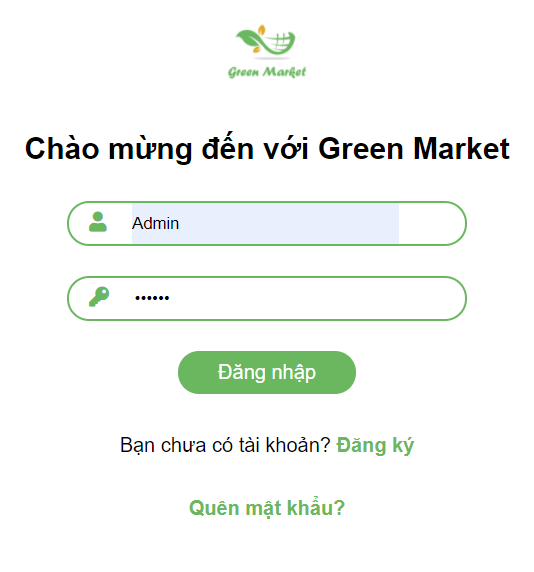 Green Market
Chào mừng đến với Green Market
Admin
••••••
Đăng nhập
Bạn chưa có tài khoản? Đăng ký
Quên mật khẩu?